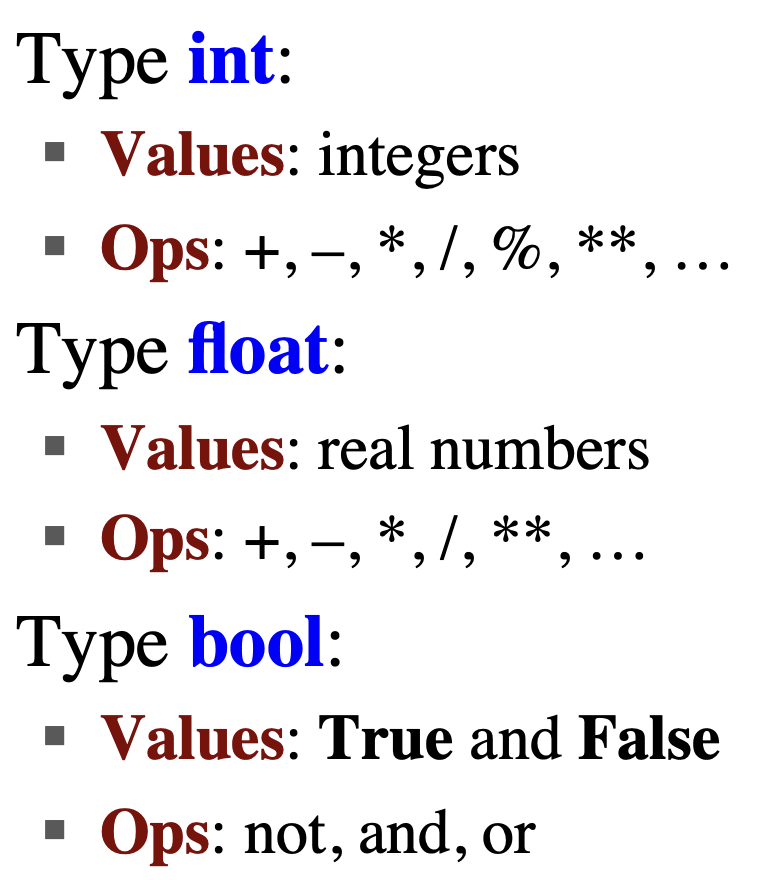 Type int:
▪ Values: integers
▪ Ops: +, –, *, /, %, **, …
Type float:
▪ Values: real numbers
▪ Ops: +, –, *, /, **, …
Type bool:
▪ Values: True and False
▪ Ops: not, and, or